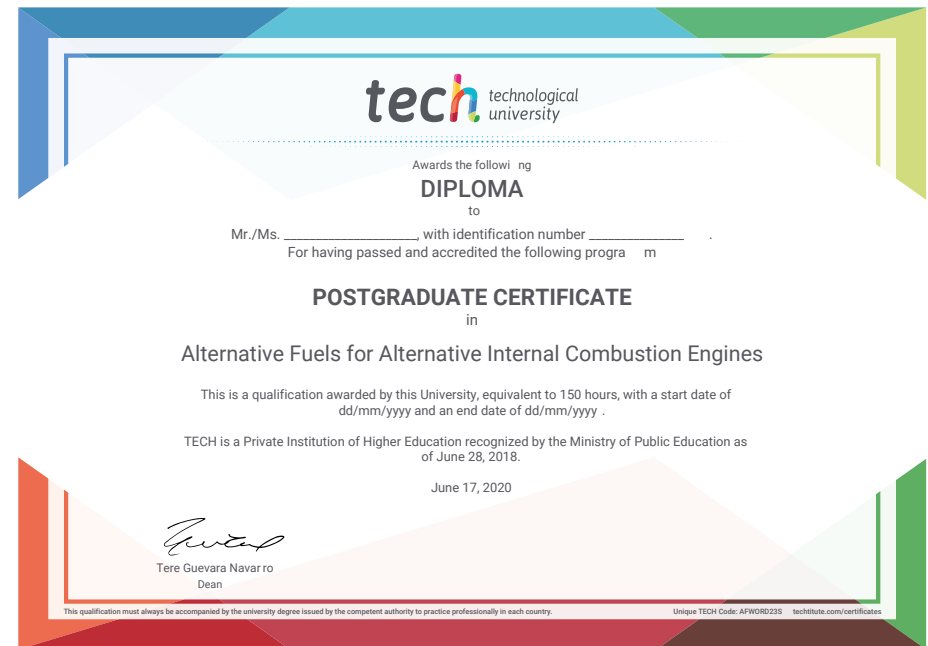 tech technological
university
Awards the followi ng
DIPLOMA
to
Mr./Ms. ____________________, with identification number ______________ .
For having passed and accredited the following progra m
POSTGRADUATE CERTIFICATE
in
Alternative Fuels for Alternative Internal Combustion Engines
This is a qualification awarded by this University, equivalent to 150 hours, with a start date of
dd/mm/yyyy and an end date of dd/mm/yyyy .
TECH is a Private Institution of Higher Education recognized by the Ministry of Public Education as
of June 28, 2018.
June 17, 2020
Tere Guevara Navar ro
Dean
This qualification must always be accompanied by the university degree issued by the competent authority to practice professionally in each country.
Unique TECH Code: AFWORD23S techtitute.com/certificates